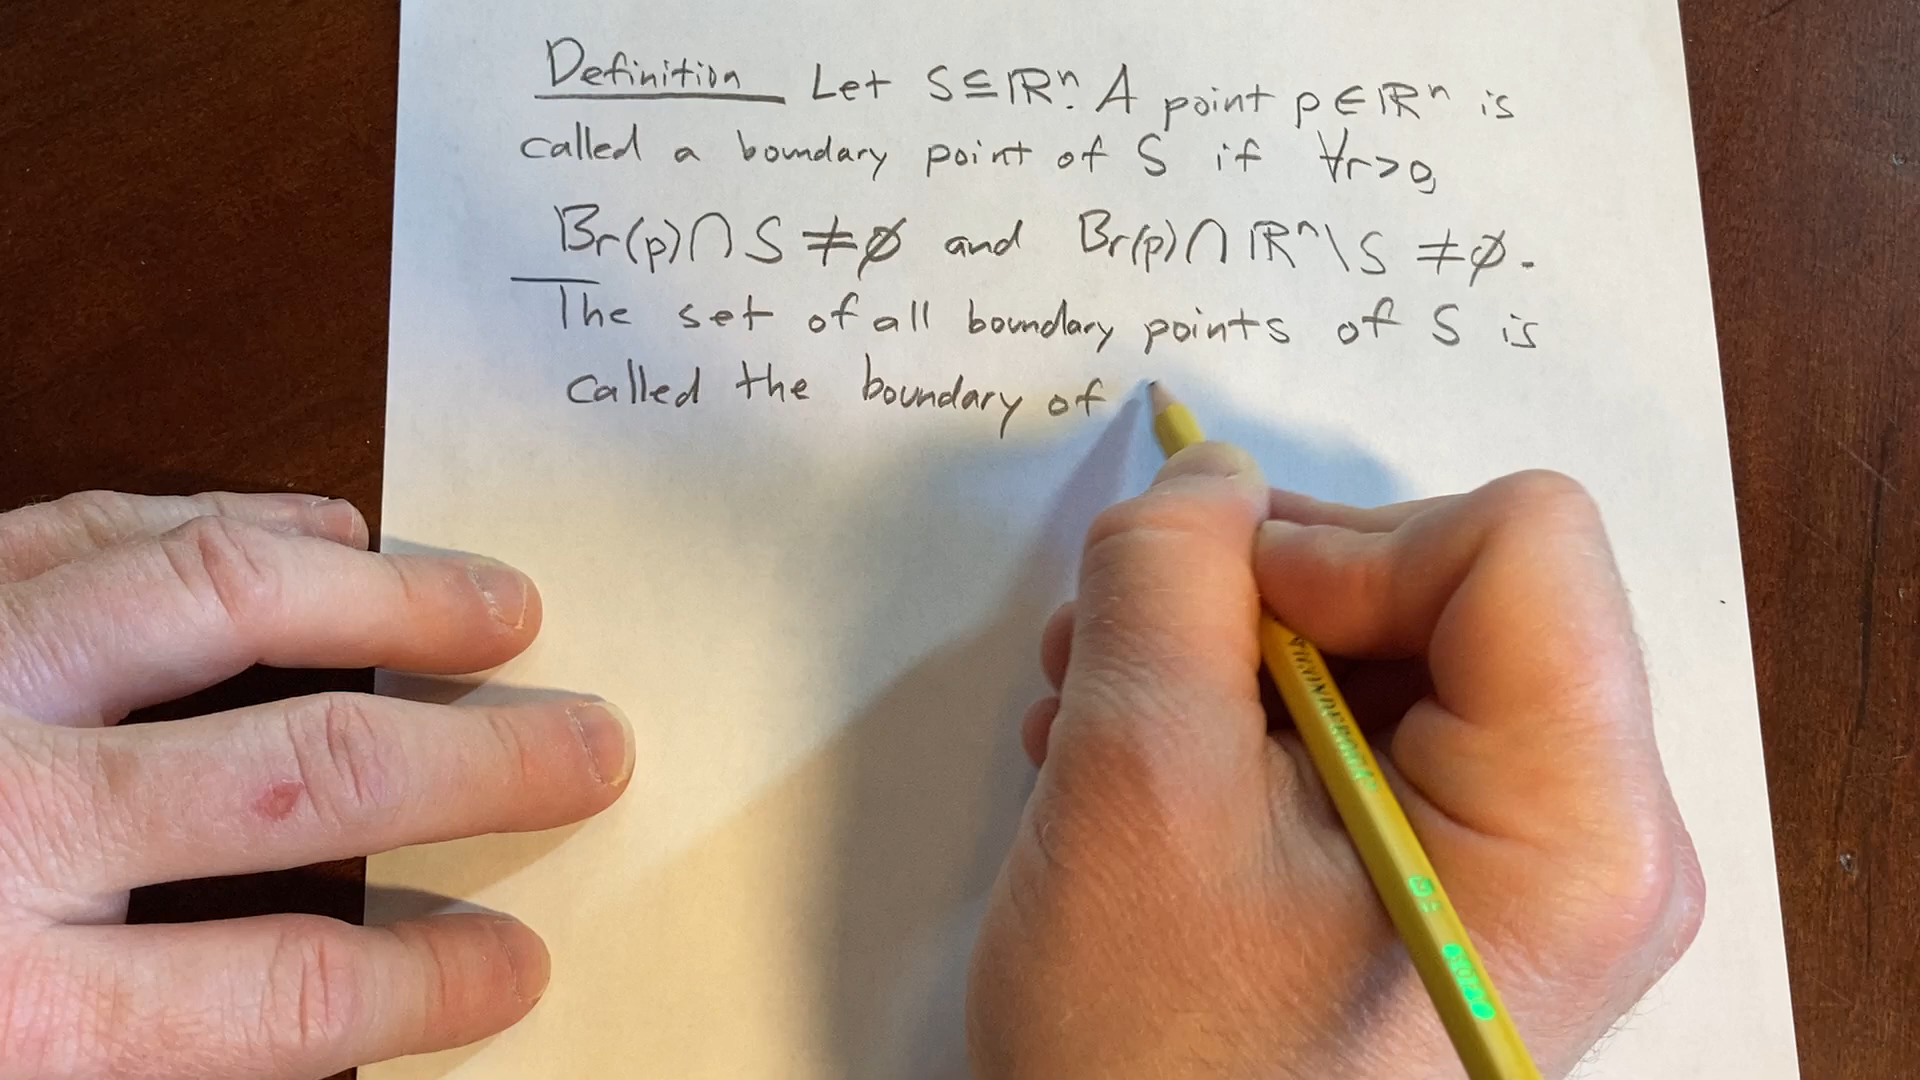 Definition Let S⊆ℝⁿ. A point p∈ℝⁿ is
called a boundary point of S if ∀r>0,
Br(p)∩S≠∅ and Br(p)∩ℝⁿ\S≠∅.
The set of all boundary points of S is
called the boundary of
TICONDEROGA